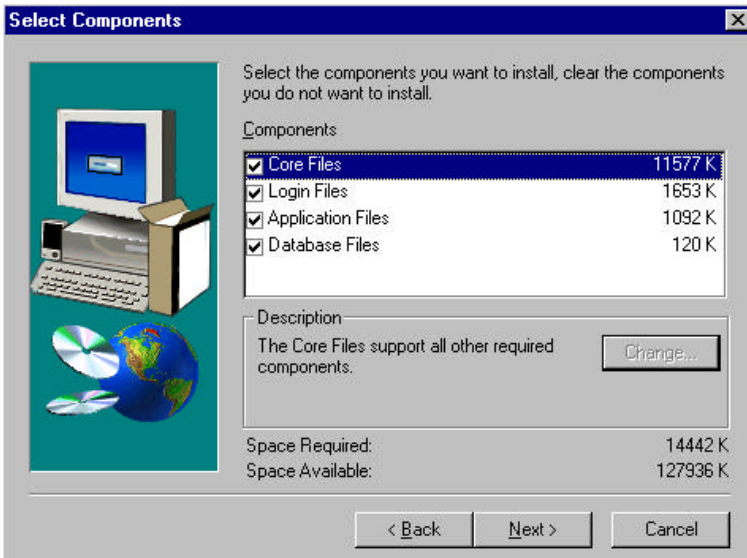 Select Components
Select the components you want to install, clear the components
you do not want to install.
Components
Core Files 11577 K
Login Files 1653 K
Application Files 1092 K
Database Files 120 K
Description
The Core Files support all other required
components.
Change...
Space Required: 14442 K
Space Available: 127936 K
< Back Next > Cancel